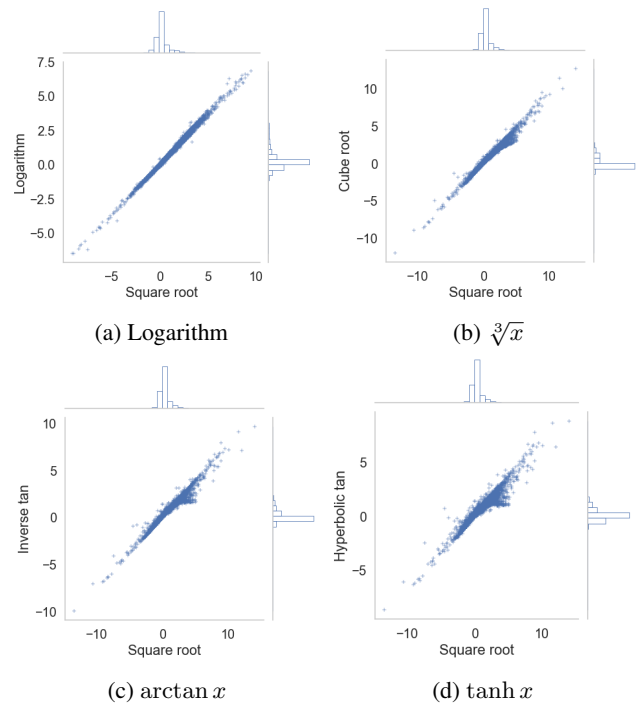 7.5
5.0
2.5
0.0
−2.5
−5.0
Logarithm
−5 0 5 10
Square root
(a) Logarithm
10
5
0
−5
−10
Cube root
−10 0 10
Square root
(b) ∛x
10
5
0
−5
−10
Inverse tan
−10 0 10
Square root
(c) arctan x
5
0
−5
Hyperbolic tan
−10 0 10
Square root
(d) tanh x